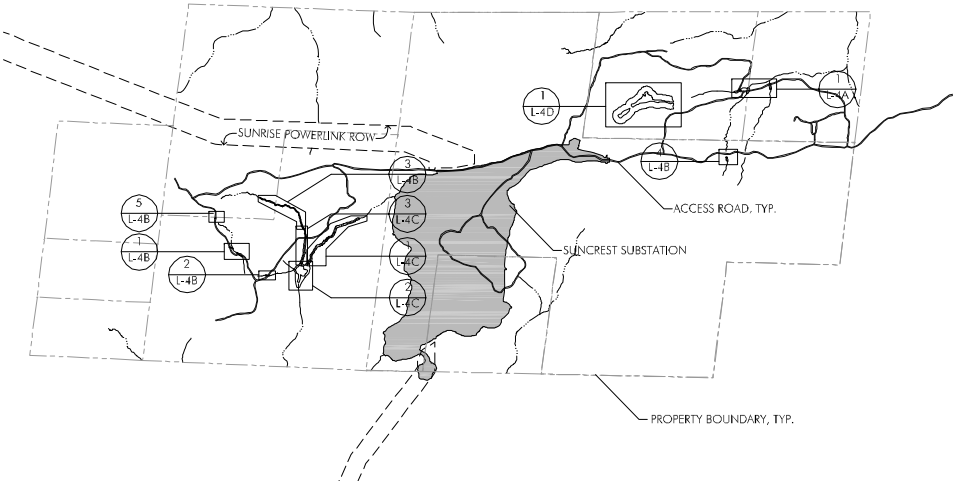 1
L-4D
1
L-4A
SUNRISE POWERLINK ROW
4
L-4B
3
L-4B
5
L-4B
3
L-4C
ACCESS ROAD, TYP.
1
L-4B
1
L-4C
SUNCREST SUBSTATION
2
L-4B
2
L-4C
PROPERTY BOUNDARY, TYP.